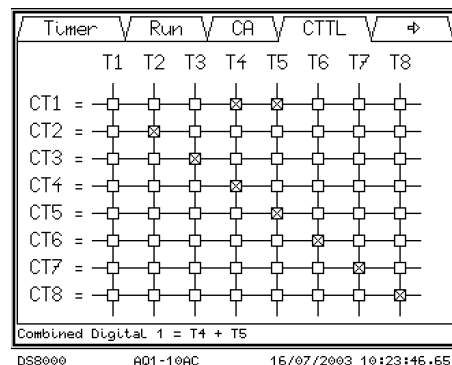 Timer Run CA CTTL
T1 T2 T3 T4 T5 T6 T7 T8
CT1 =
CT2 =
CT3 =
CT4 =
CT5 =
CT6 =
CT7 =
CT8 =
Combined Digital 1 = T4 + T5
DS8000 AQ1-10AC 16/07/2003 10:23:46.65